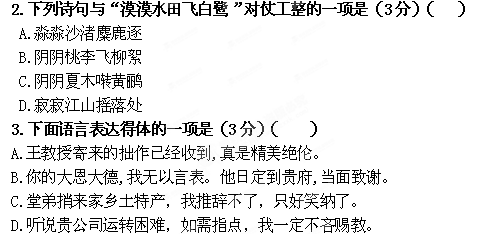 2.下列诗句与“漠漠水田飞白鹭”对仗工整的一项是（3分）（　　）
A.淼淼沙渚麋鹿逐
B.阴阴桃李飞柳絮
C.阴阴夏木啭黄鹂
D.寂寂江山摇落处
3.下面语言表达得体的一项是（3分）（　　）
A.王教授寄来的拙作已经收到,真是精美绝伦。
B.你的大恩大德,我无以言表。他日定到贵府,当面致谢。
C.堂弟捎来家乡土特产，我推辞不了，只好笑纳了。
D.听说贵公司运转困难，如需指点，我一定不吝赐教。